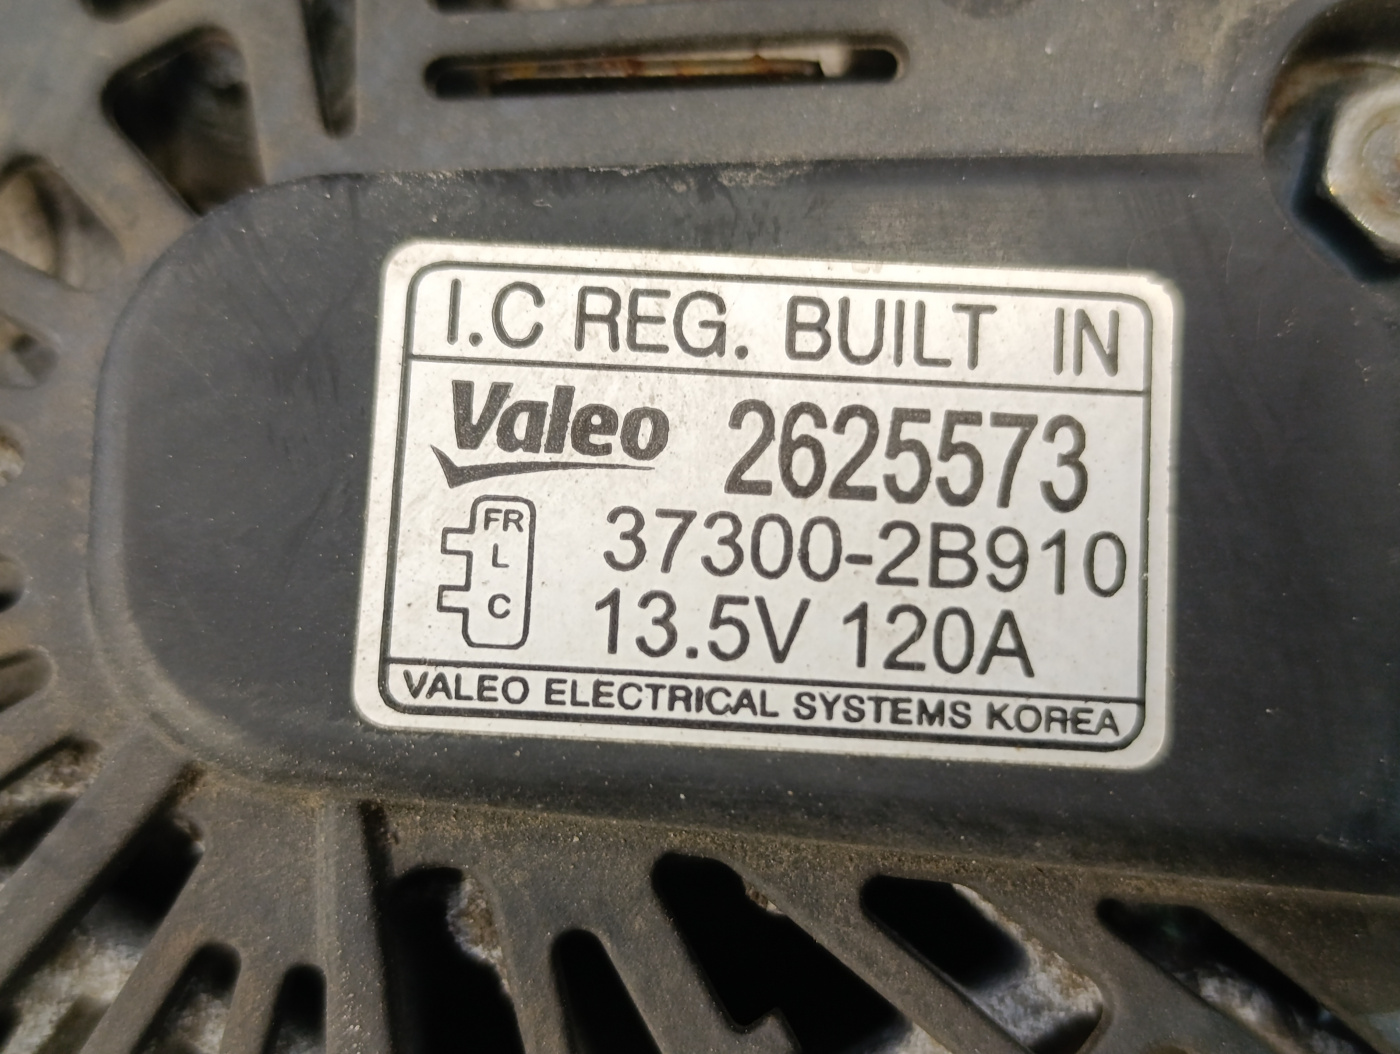 I.C REG. BUILT IN
Valeo 2625573
FR
L
C
37300-2B910
13.5V 120A
VALEO ELECTRICAL SYSTEMS KOREA